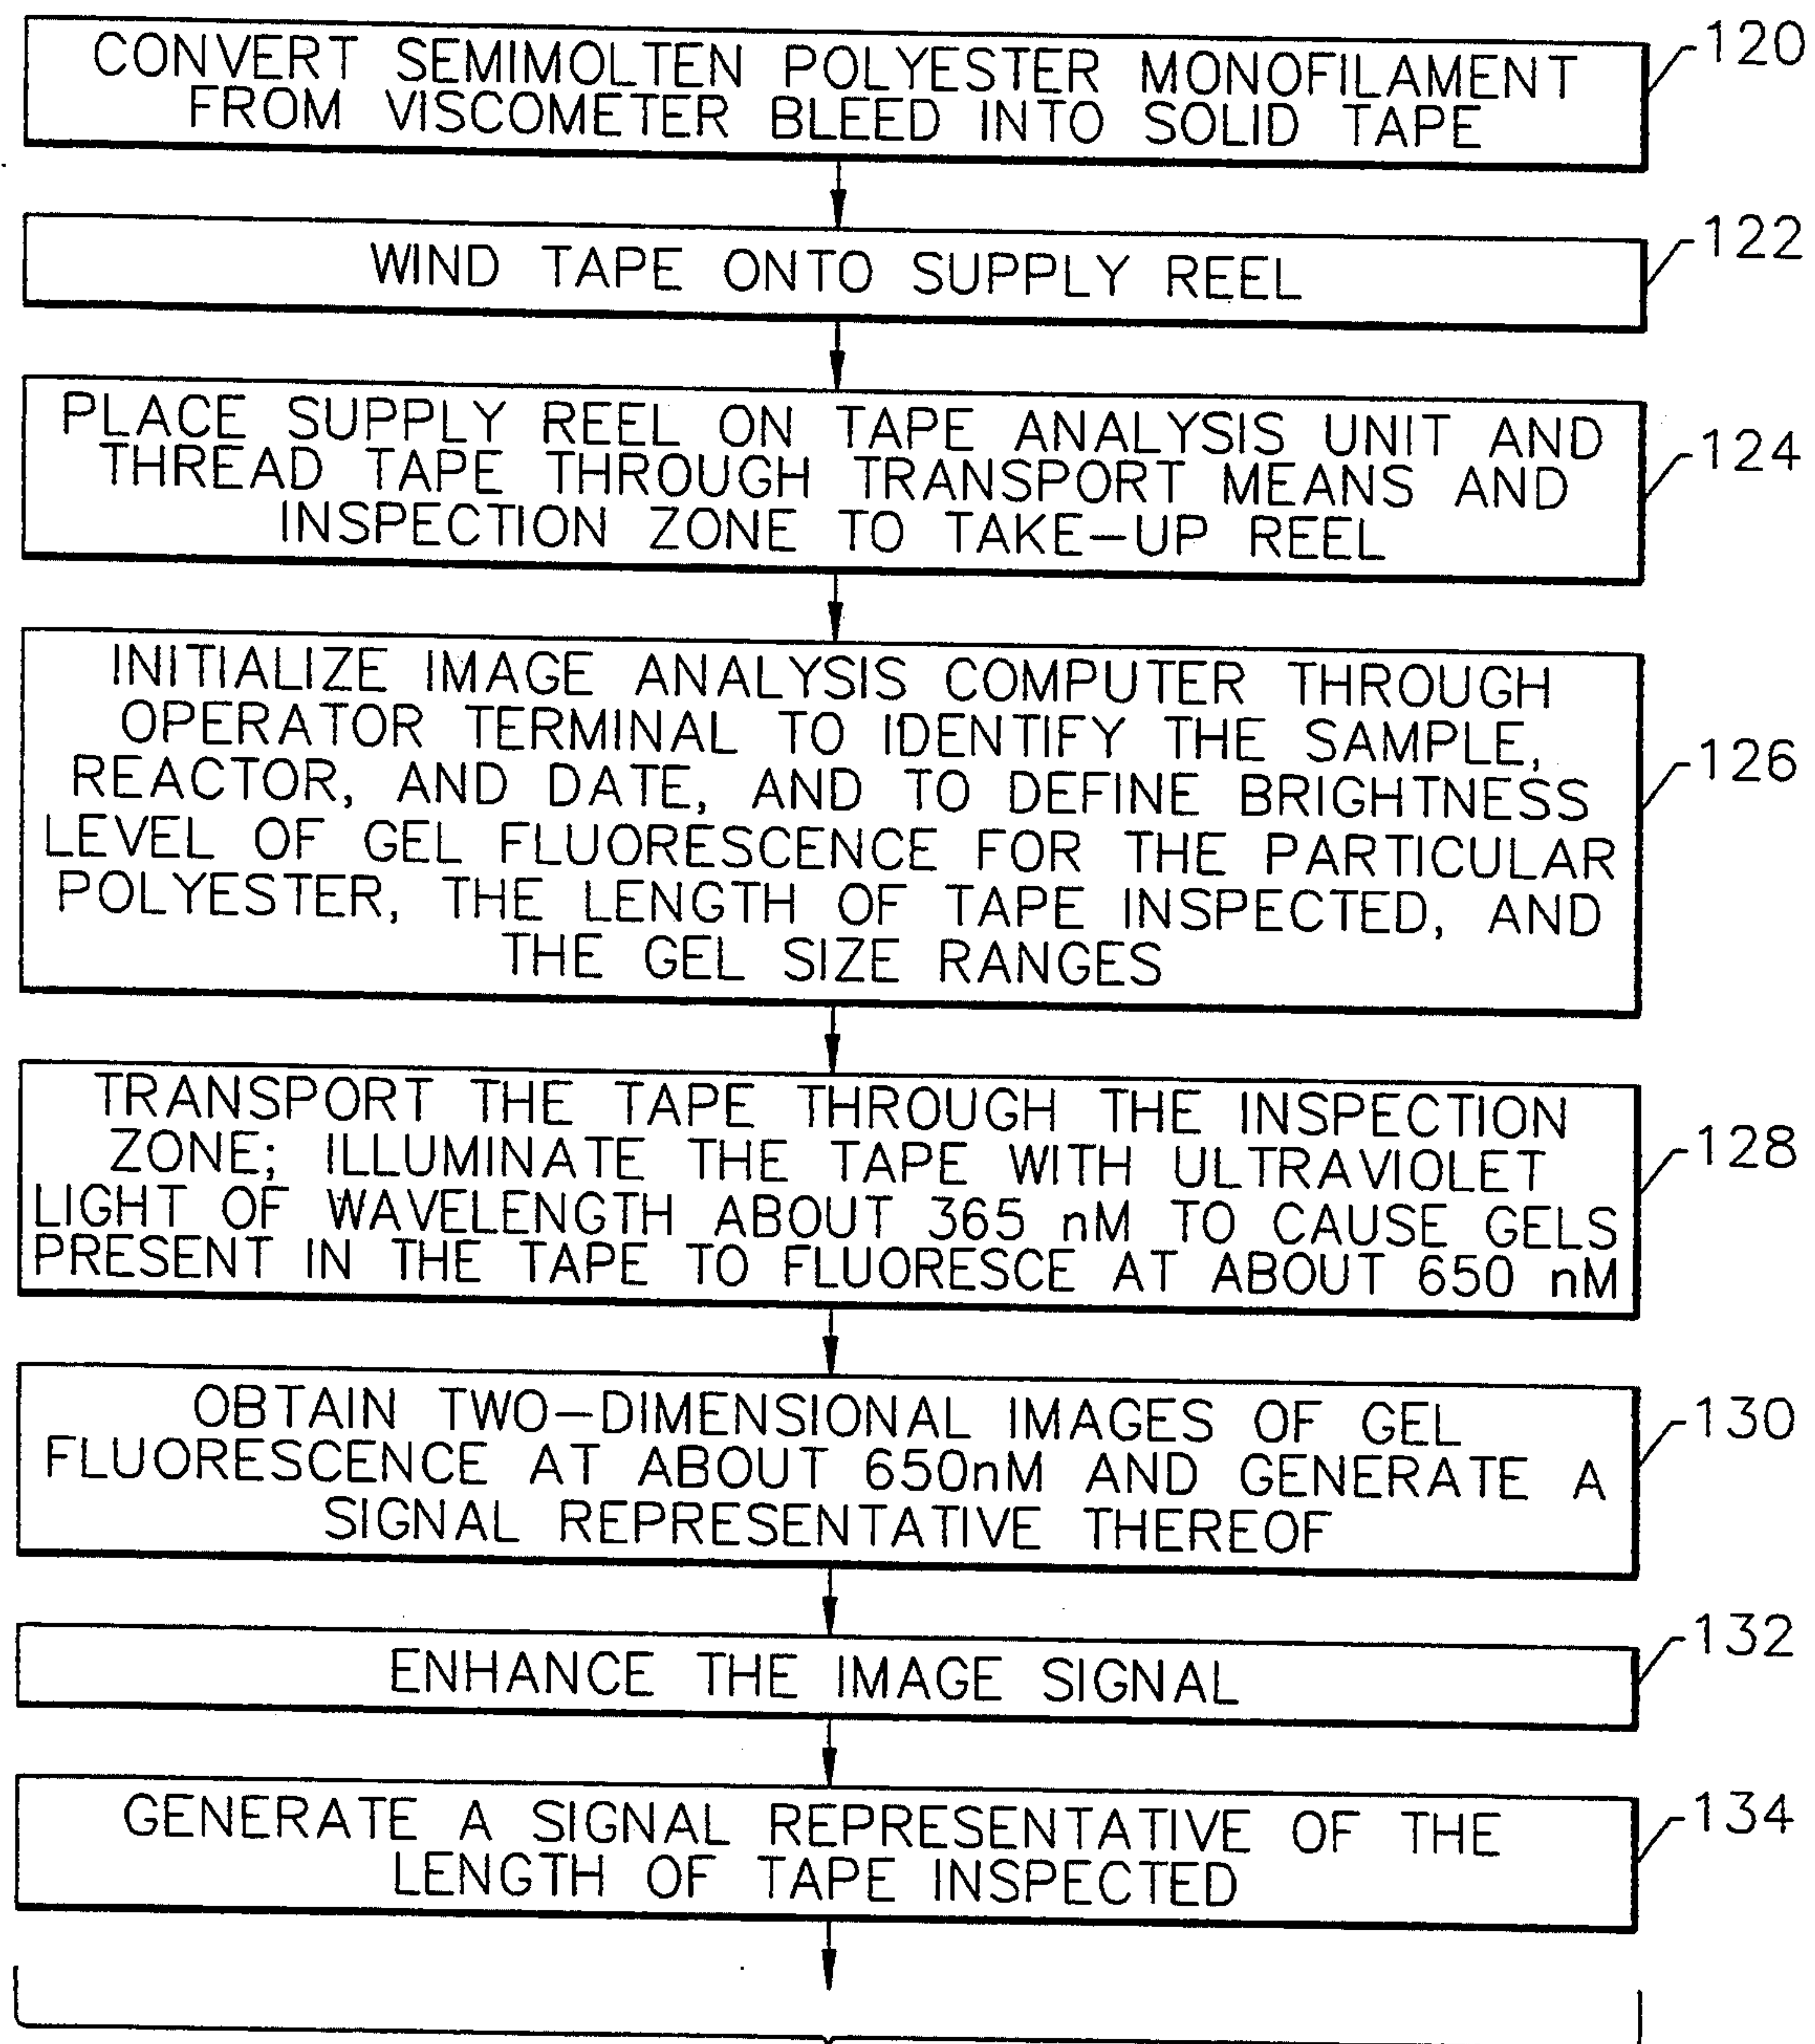 CONVERT SEMIMOLTEN POLYESTER MONOFILAMENT
FROM VISCOMETER BLEED INTO SOLID TAPE
120
WIND TAPE ONTO SUPPLY REEL
122
PLACE SUPPLY REEL ON TAPE ANALYSIS UNIT AND
THREAD TAPE THROUGH TRANSPORT MEANS AND
INSPECTION ZONE TO TAKE-UP REEL
124
INITIALIZE IMAGE ANALYSIS COMPUTER THROUGH
OPERATOR TERMINAL TO IDENTIFY THE SAMPLE,
REACTOR, AND DATE, AND TO DEFINE BRIGHTNESS
LEVEL OF GEL FLUORESCENCE FOR THE PARTICULAR
POLYESTER, THE LENGTH OF TAPE INSPECTED, AND
THE GEL SIZE RANGES
126
TRANSPORT THE TAPE THROUGH THE INSPECTION
ZONE; ILLUMINATE THE TAPE WITH ULTRAVIOLET
LIGHT OF WAVELENGTH ABOUT 365 nM TO CAUSE GELS
PRESENT IN THE TAPE TO FLUORESCE AT ABOUT 650 nM
128
OBTAIN TWO-DIMENSIONAL IMAGES OF GEL
FLUORESCENCE AT ABOUT 650nM AND GENERATE A
SIGNAL REPRESENTATIVE THEREOF
130
ENHANCE THE IMAGE SIGNAL
132
GENERATE A SIGNAL REPRESENTATIVE OF THE
LENGTH OF TAPE INSPECTED
134